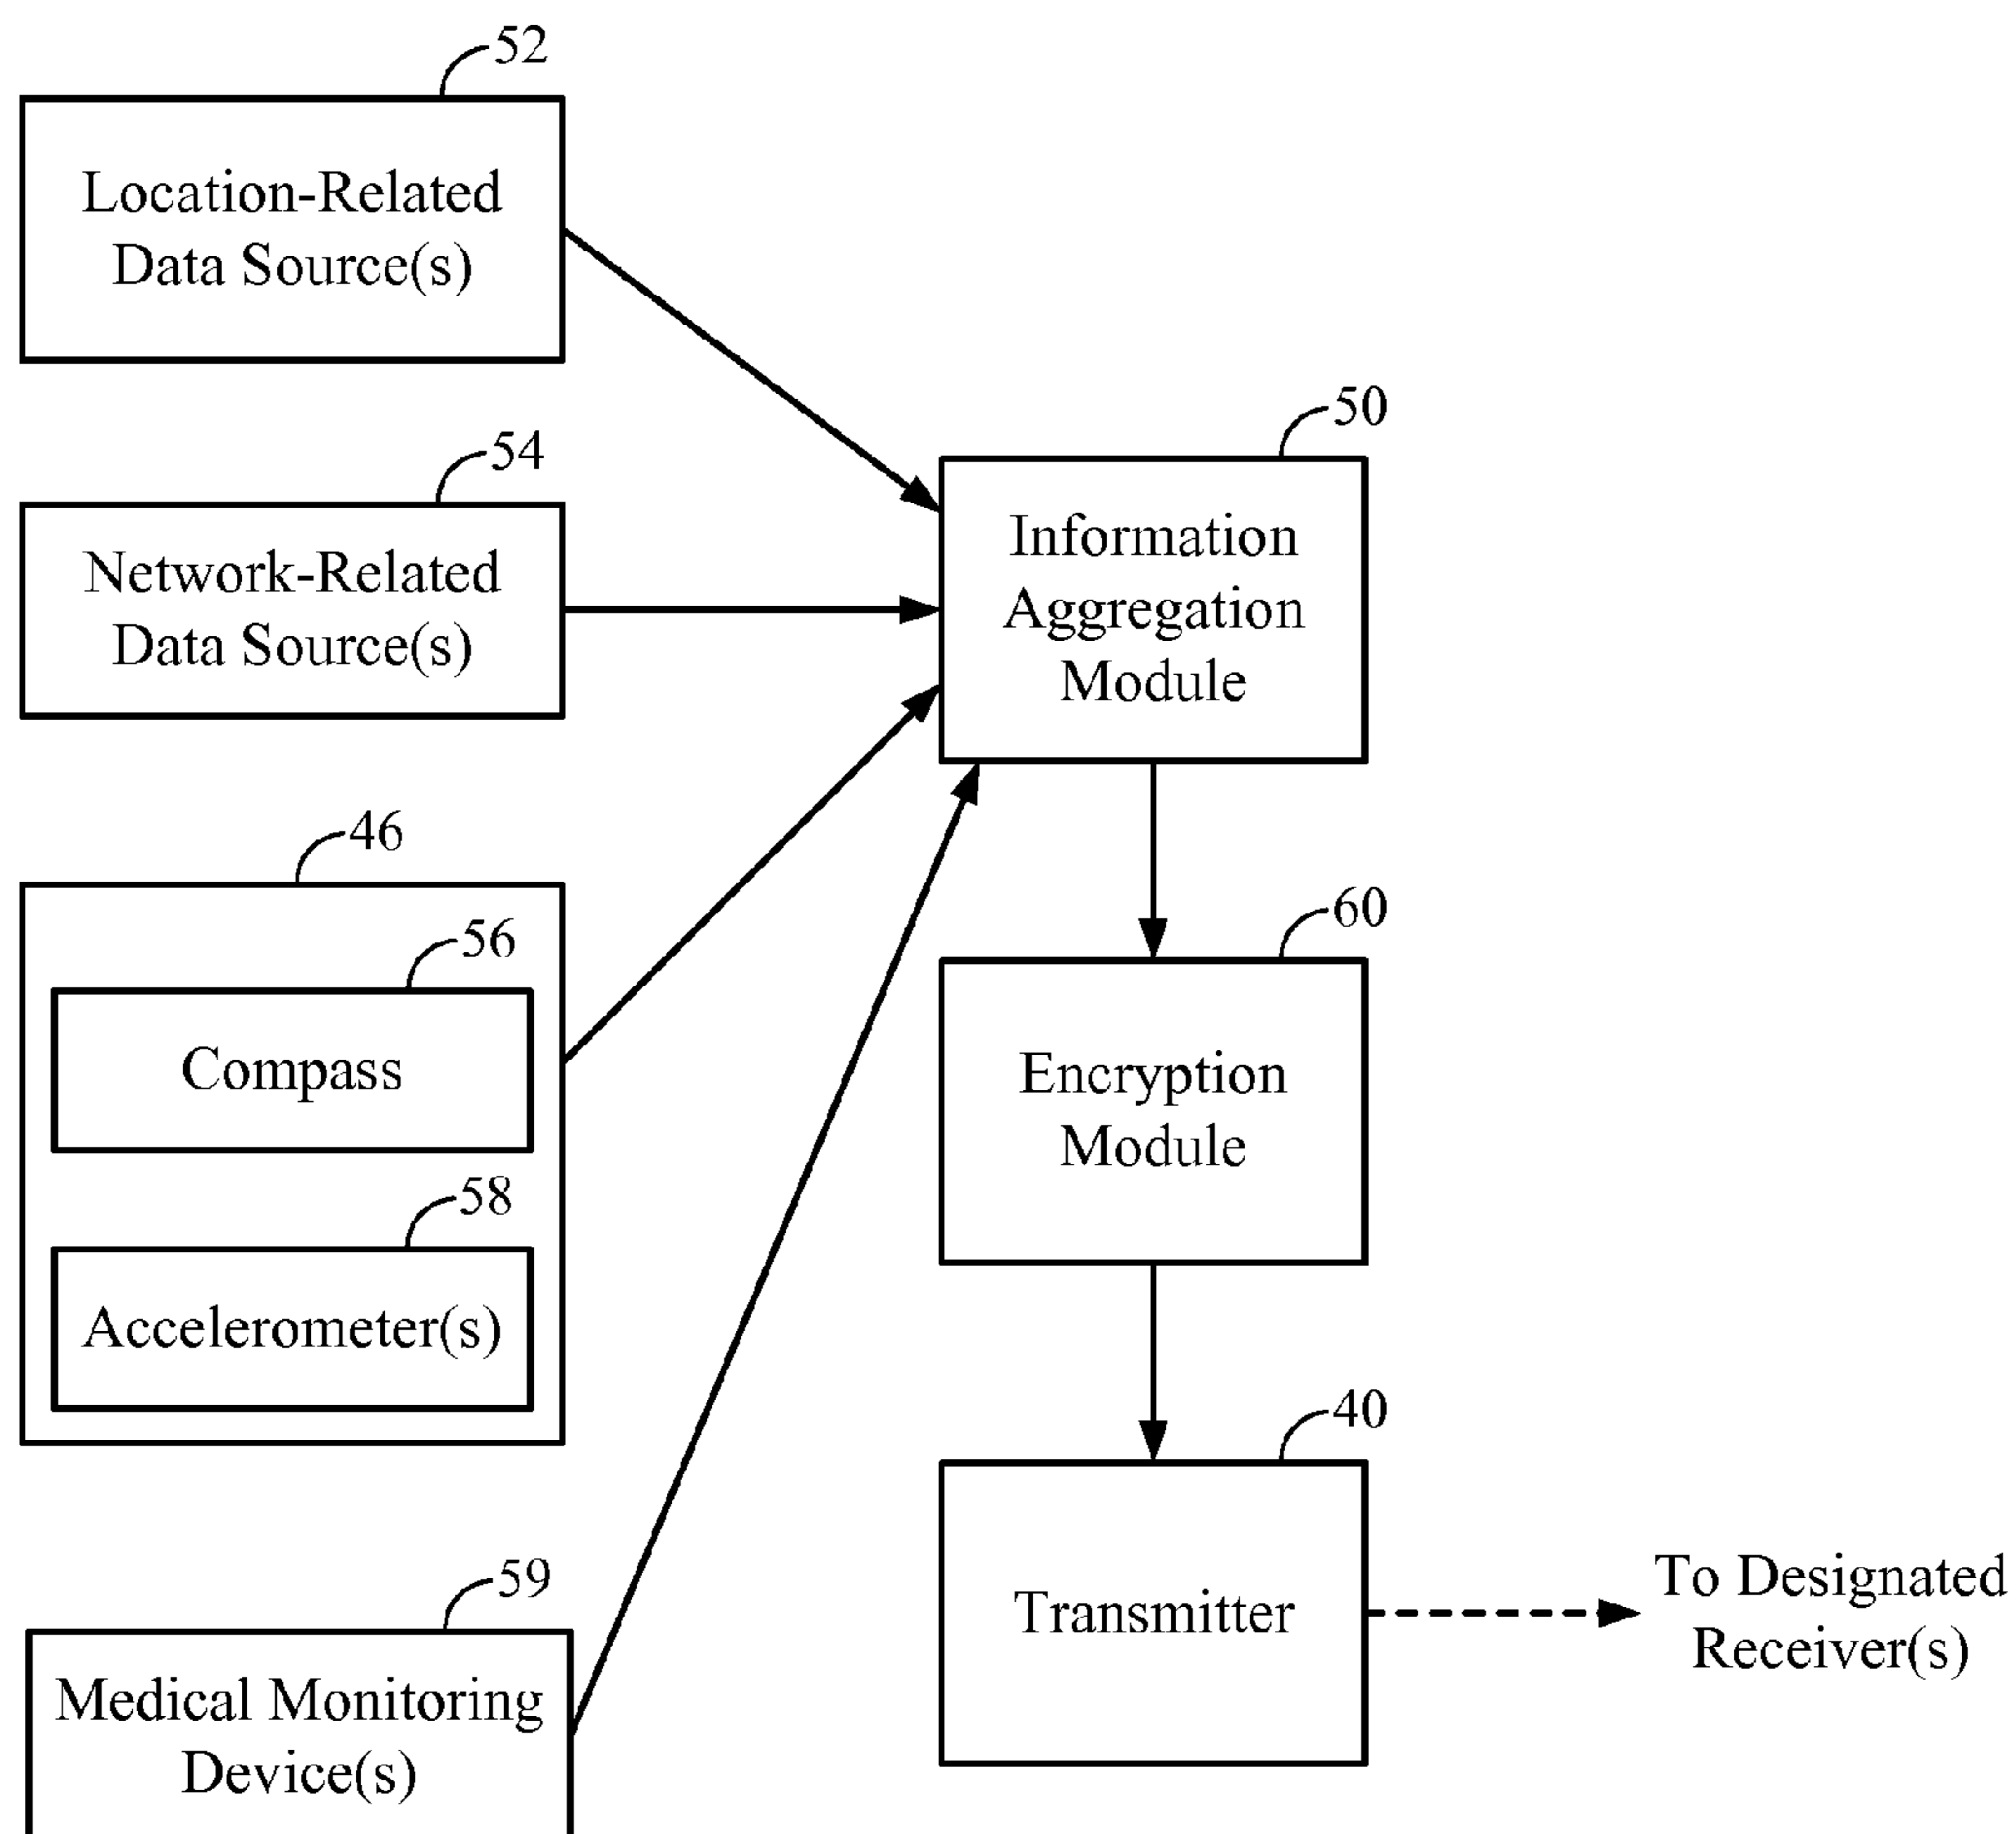 52
Location-Related
Data Source(s)
54
Network-Related
Data Source(s)
46
56
Compass
58
Accelerometer(s)
59
Medical Monitoring
Device(s)
50
Information
Aggregation
Module
60
Encryption
Module
40
Transmitter
To Designated
Receiver(s)